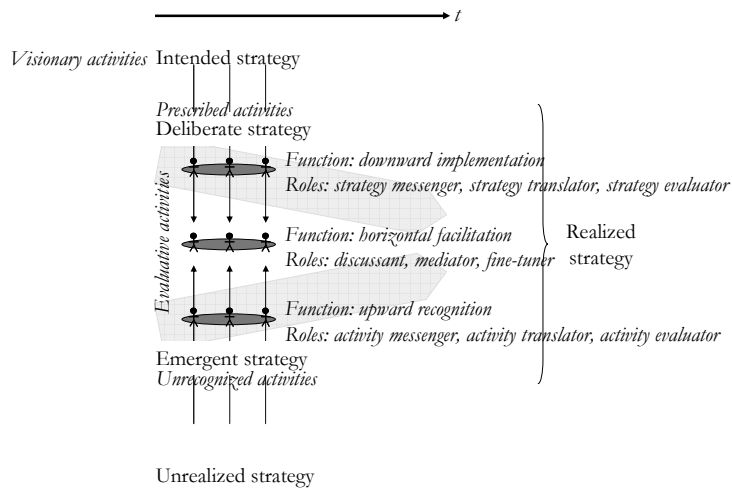 t
Visionary activities Intended strategy
Prescribed activities
Deliberate strategy
Function: downward implementation
Roles: strategy messenger, strategy translator, strategy evaluator
Evaluative activities
Function: horizontal facilitation
Roles: discussant, mediator, fine-tuner
Realized
strategy
Function: upward recognition
Roles: activity messenger, activity translator, activity evaluator
Emergent strategy
Unrecognized activities
Unrealized strategy